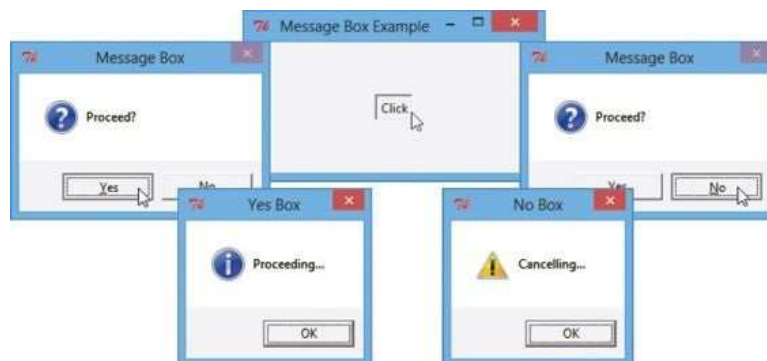 Message Box Example
Message Box
Message Box
Click
Proceed?
Proceed?
Yes
No
Yes
No
Yes Box
No Box
Proceeding...
Cancelling...
OK
OK